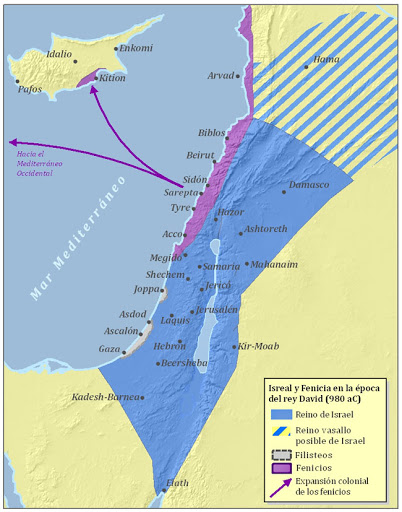 Enkomi
Idalio
Kition
Pafos
Hama
Arvad
Biblos
Beirut
Hacia el
Mediterráneo
Occidental
Sidón
Sarepta
Tyre
Damasco
Hazor
Mar Mediterráneo
Acco
Ashtoreth
Megido
Samaria
Mahanaim
Shechem
Joppa
Jericó
Jerusalén
Asdod
Laquis
Ascalón
Gaza
Hebrón
Kir-Moab
Beersheba
Kadesh-Barnea
Elath
Isreal y Fenicia en la época
del rey David (980 aC)
Reino de Israel
Reino vasallo
posible de Israel
Filisteos
Fenicios
Expansión colonial
de los fenicios